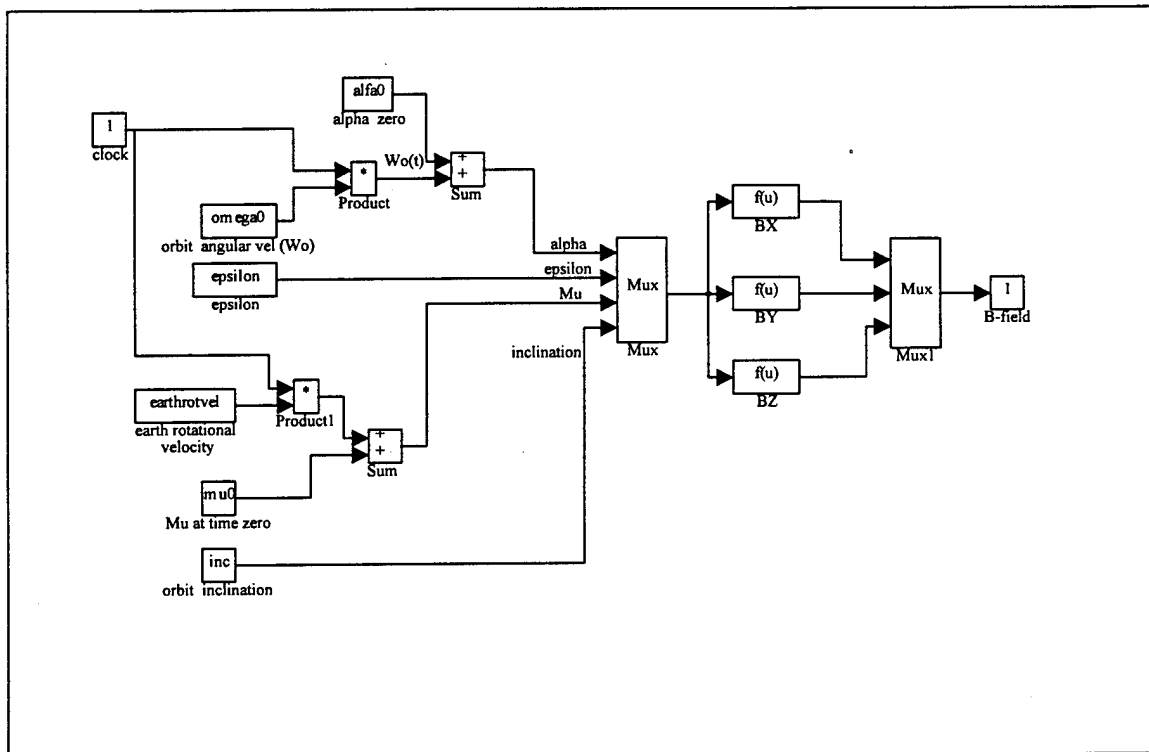 alfa0
alpha zero
1
clock
Wo(t)
+
+
Sum
*
Product
omega0
orbit angular vel (Wo)
epsilon
epsilon
alpha
epsilon
Mu
inclination
Mux
Mux
f(u)
BX
f(u)
BY
f(u)
BZ
Mux
Mux1
1
B-field
*
Product1
earthrotvel
earth rotational
velocity
+
+
Sum
mu0
Mu at time zero
inc
orbit inclination